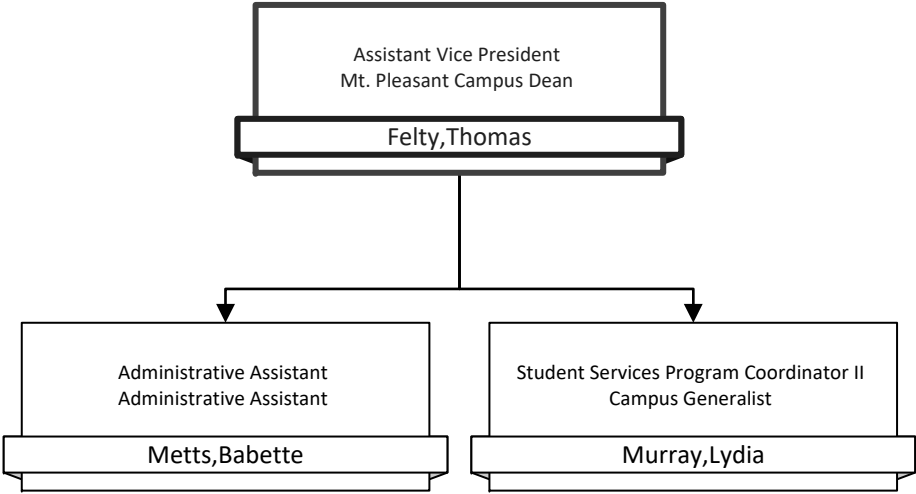 Assistant Vice President
Mt. Pleasant Campus Dean
Felty,Thomas
Administrative Assistant
Administrative Assistant
Metts,Babette
Student Services Program Coordinator II
Campus Generalist
Murray,Lydia